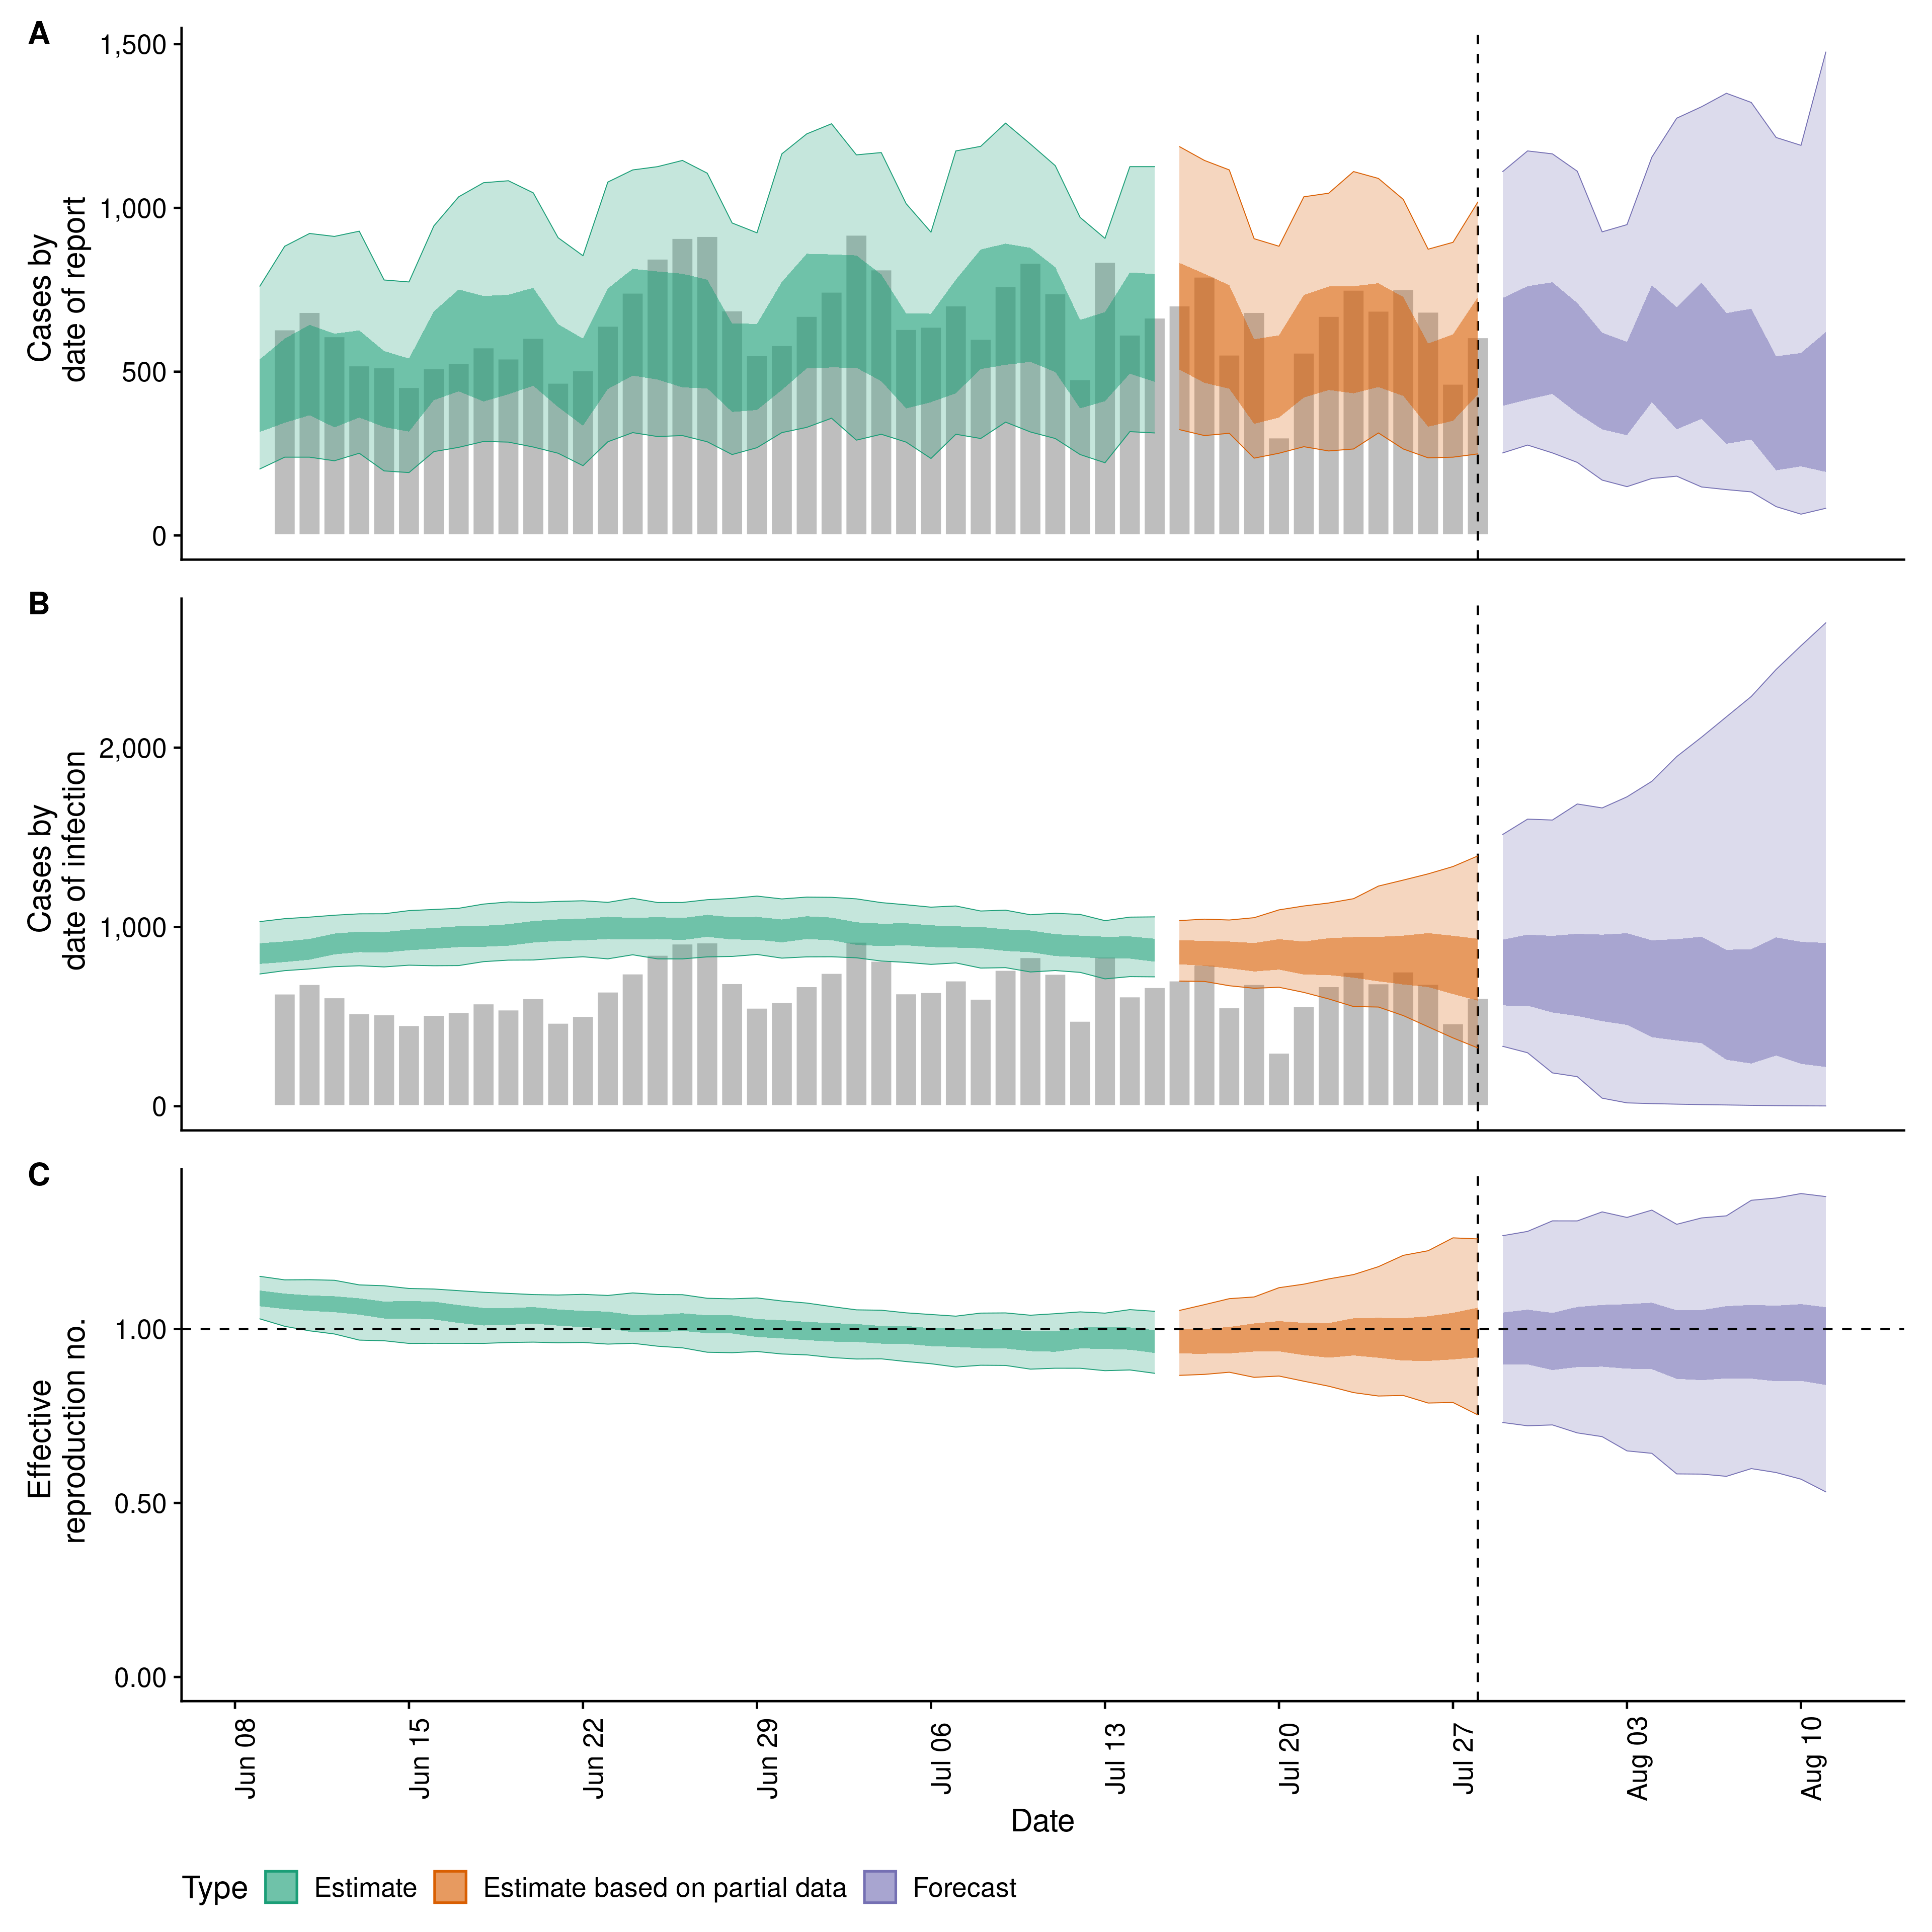 A
1,500
1,000
500
0
Cases by
date of report
B
2,000
1,000
0
Cases by
date of infection
C
1.00
0.50
0.00
Effective
reproduction no.
Jun 08
Jun 15
Jun 22
Jun 29
Jul 06
Jul 13
Jul 20
Jul 27
Aug 03
Aug 10
Date
Type Estimate Estimate based on partial data Forecast